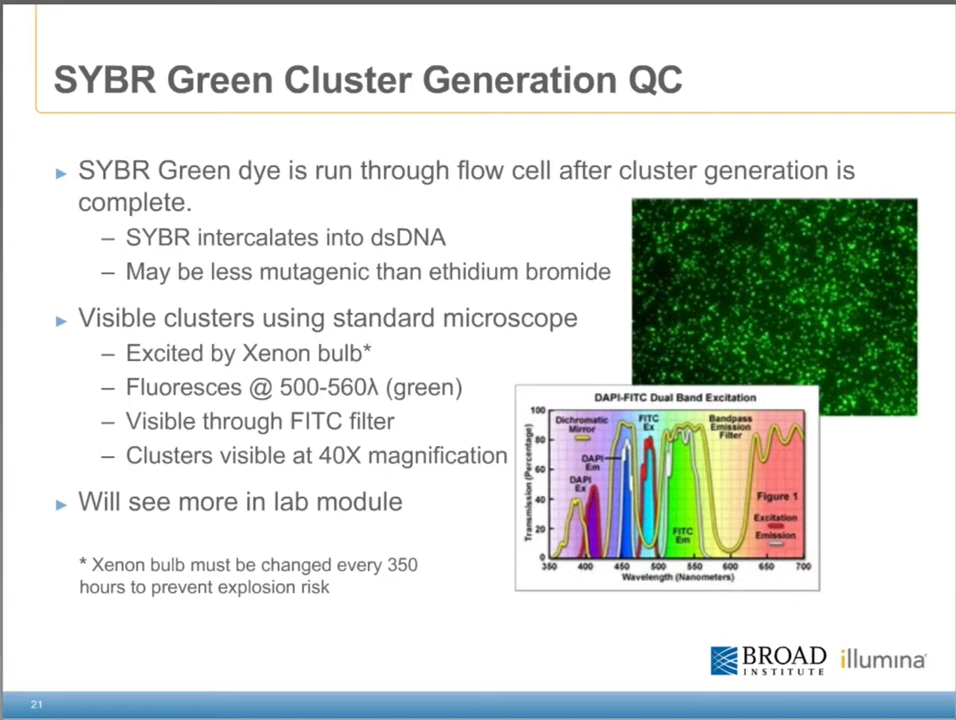 SYBR Green Cluster Generation QC
► SYBR Green dye is run through flow cell after cluster generation is
complete.
– SYBR intercalates into dsDNA
– May be less mutagenic than ethidium bromide
► Visible clusters using standard microscope
– Excited by Xenon bulb*
– Fluoresces @ 500-560λ (green)
– Visible through FITC filter
– Clusters visible at 40X magnification
► Will see more in lab module
* Xenon bulb must be changed every 350
hours to prevent explosion risk
DAPI-FITC Dual Band Excitation
Transmission (Percentage)
100
80
60
40
20
0
Dichromatic
Mirror
FITC
Ex
Bandpass
Emission
Filter
DAPI
Em
DAPI
Ex
FITC
Em
Figure 1
Excitation
Emission
350 400 450 500 550 600 650 700
Wavelength (Nanometers)
BROAD
INSTITUTE
illumina
21